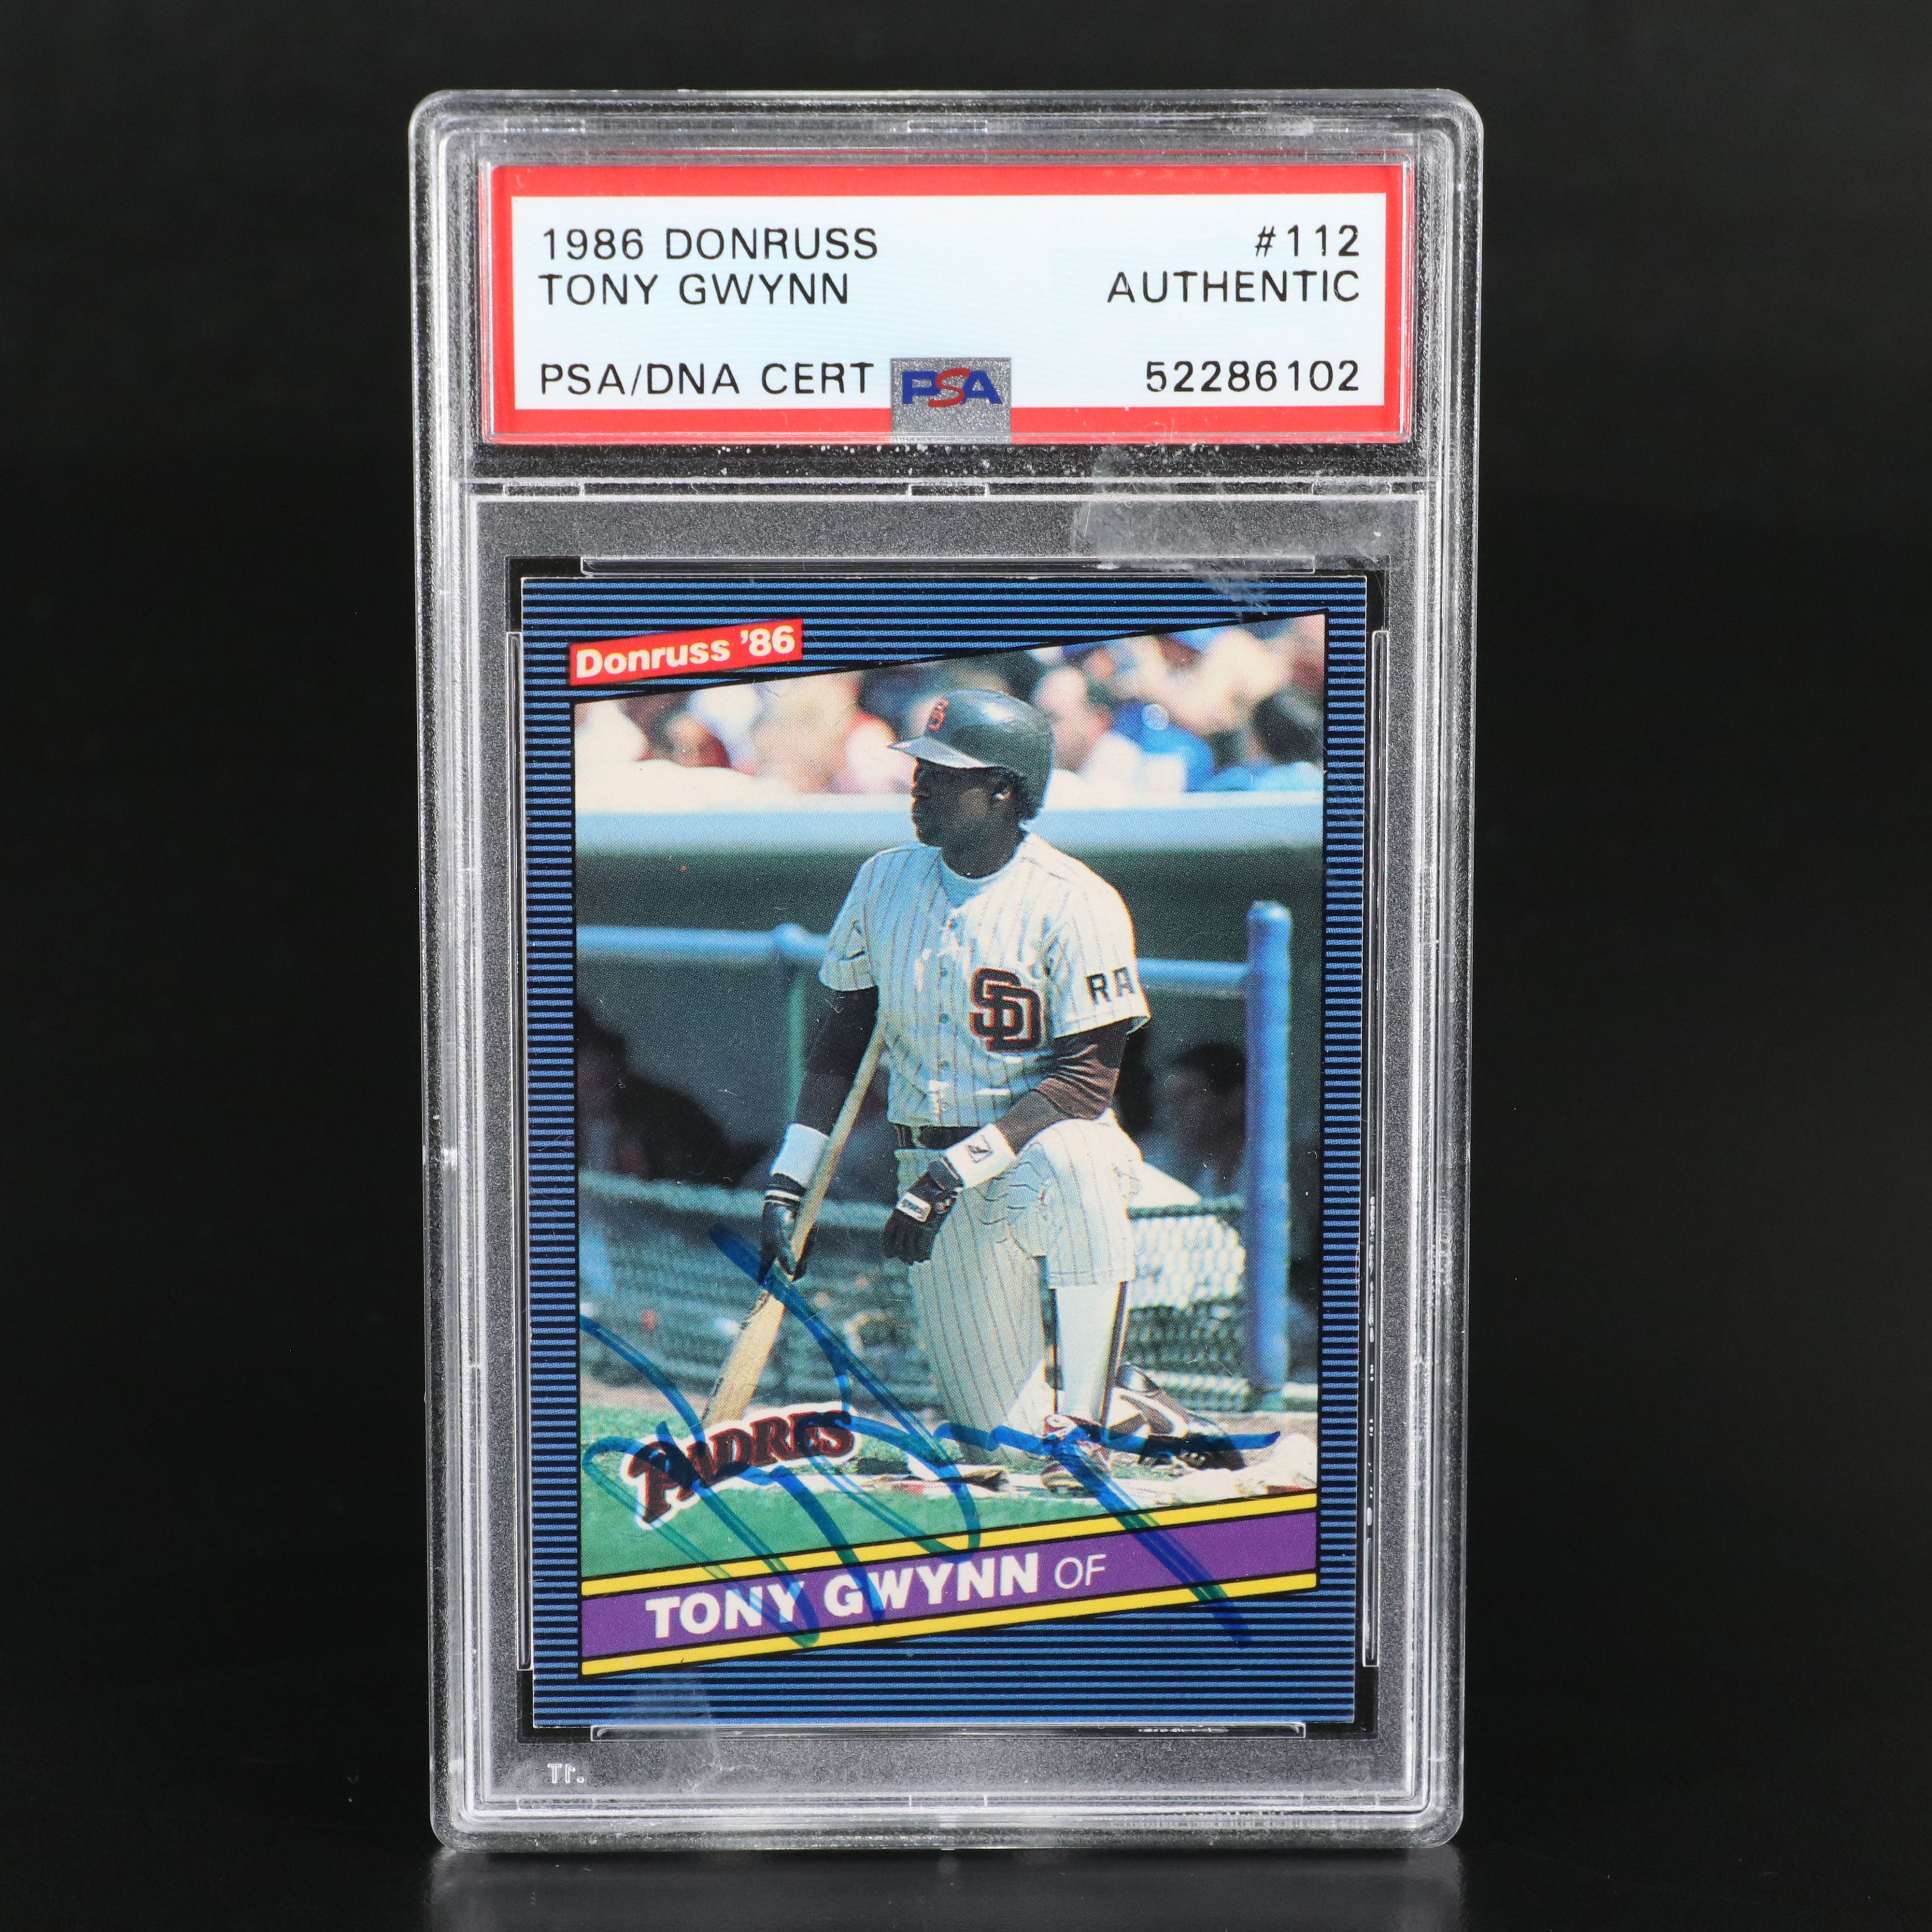 1986 DONRUSS #112
TONY GWYNN AUTHENTIC
PSA/DNA CERT PSA 52286102
Donruss '86
SD
RA
PADRES
TONY GWYNN OF